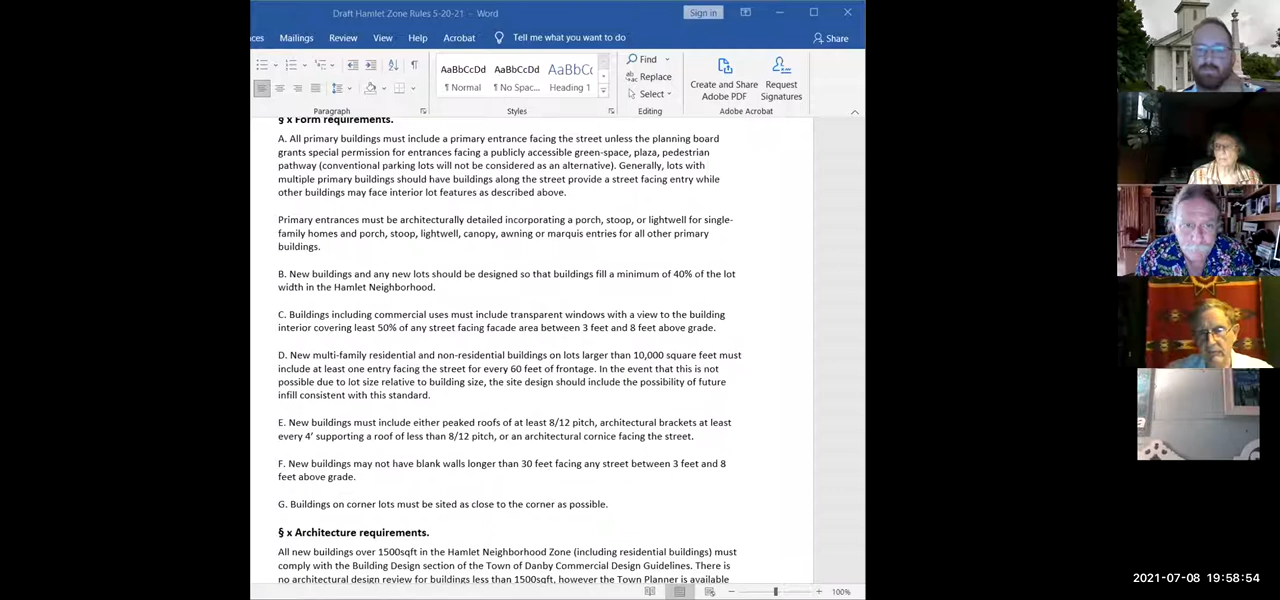 Draft Hamlet Zone Rules 5-20-21 - Word
Sign in
ces Mailings Review View Help Acrobat Tell me what you want to do Share
Find
Replace
Select
AaBbCcDd AaBbCcDd AaBbCc
¶ Normal ¶ No Spac... Heading 1
Create and Share Adobe PDF
Request Signatures
Paragraph Styles Editing Adobe Acrobat
§ x Form requirements.
A. All primary buildings must include a primary entrance facing the street unless the planning board
grants special permission for entrances facing a publicly accessible green-space, plaza, pedestrian
pathway (conventional parking lots will not be considered as an alternative). Generally, lots with
multiple primary buildings should have buildings along the street provide a street facing entry while
other buildings may face interior lot features as described above.
Primary entrances must be architecturally detailed incorporating a porch, stoop, or lightwell for single-
family homes and porch, stoop, lightwell, canopy, awning or marquis entries for all other primary
buildings.
B. New buildings and any new lots should be designed so that buildings fill a minimum of 40% of the lot
width in the Hamlet Neighborhood.
C. Buildings including commercial uses must include transparent windows with a view to the building
interior covering least 50% of any street facing facade area between 3 feet and 8 feet above grade.
D. New multi-family residential and non-residential buildings on lots larger than 10,000 square feet must
include at least one entry facing the street for every 60 feet of frontage. In the event that this is not
possible due to lot size relative to building size, the site design should include the possibility of future
infill consistent with this standard.
E. New buildings must include either peaked roofs of at least 8/12 pitch, architectural brackets at least
every 4’ supporting a roof of less than 8/12 pitch, or an architectural cornice facing the street.
F. New buildings may not have blank walls longer than 30 feet facing any street between 3 feet and 8
feet above grade.
G. Buildings on corner lots must be sited as close to the corner as possible.
§ x Architecture requirements.
All new buildings over 1500sqft in the Hamlet Neighborhood Zone (including residential buildings) must
comply with the Building Design section of the Town of Danby Commercial Design Guidelines. There is
no architectural design review for buildings less than 1500sqft, however the Town Planner is available
100%
2021-07-08 19:58:54